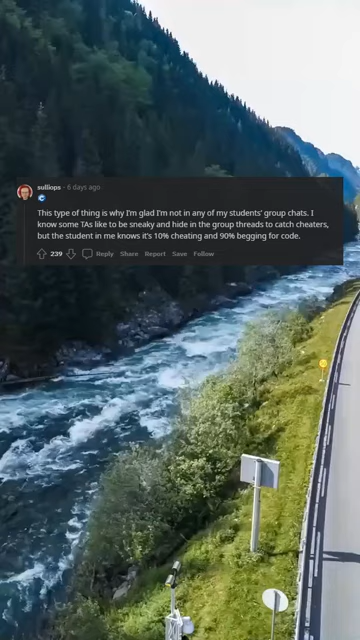 sulliops · 6 days ago
This type of thing is why I'm glad I'm not in any of my students' group chats. I
know some TAs like to be sneaky and hide in the group threads to catch cheaters,
but the student in me knows it's 10% cheating and 90% begging for code.
239 Reply Share Report Save Follow